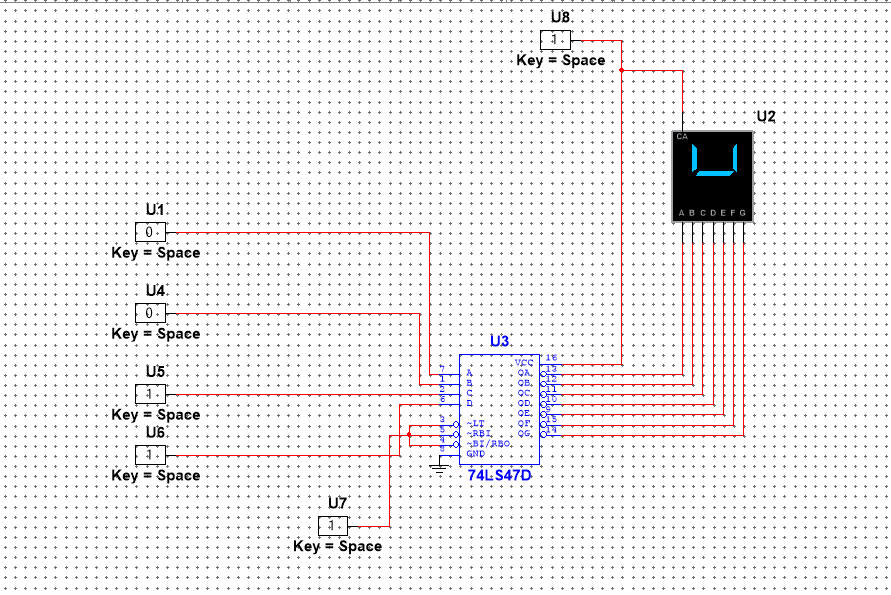 U8
1
Key = Space
U2
CA
A B C D E F G
U1
0
Key = Space
U4
0
Key = Space
U3
U5
1
Key = Space
U6
1
Key = Space
7 A
1 B
2 C
6 D
3 ~LT
5 ~RBI
4 ~BI/RBO
8 GND
VCC 16
QA 13
QB 12
QC 11
QD 10
QE 9
QF 15
QG 14
74LS47D
U7
1
Key = Space